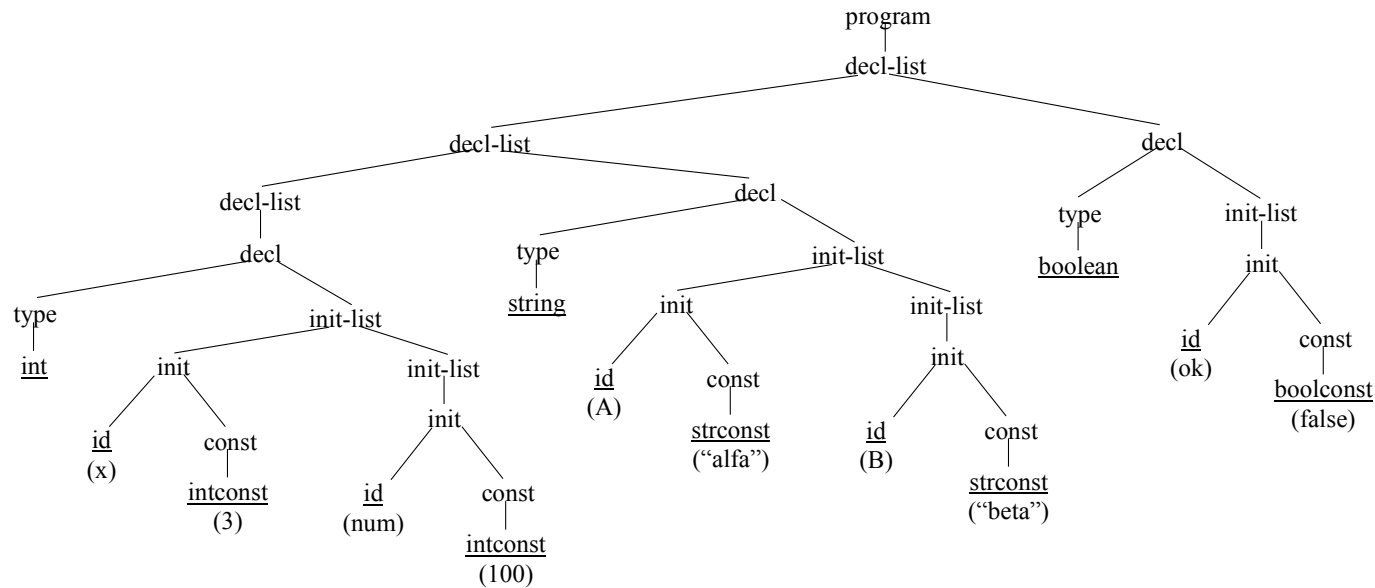 program
decl-list
decl-list
decl
decl-list
decl
type
init-list
decl
type
init-list
boolean
init
type
init-list
string
init
init-list
id
const
int
init
init-list
id
const
init
(ok)
boolconst
init
(A)
strconst
(false)
id
const
(“alfa”)
id
const
(x)
intconst
id
const
(B)
strconst
(3)
(num)
intconst
(“beta”)
(100)